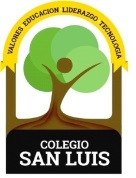 VALORES EDUCACION LIDERAZGO TECNOLOGIA
COLEGIO
SAN LUIS